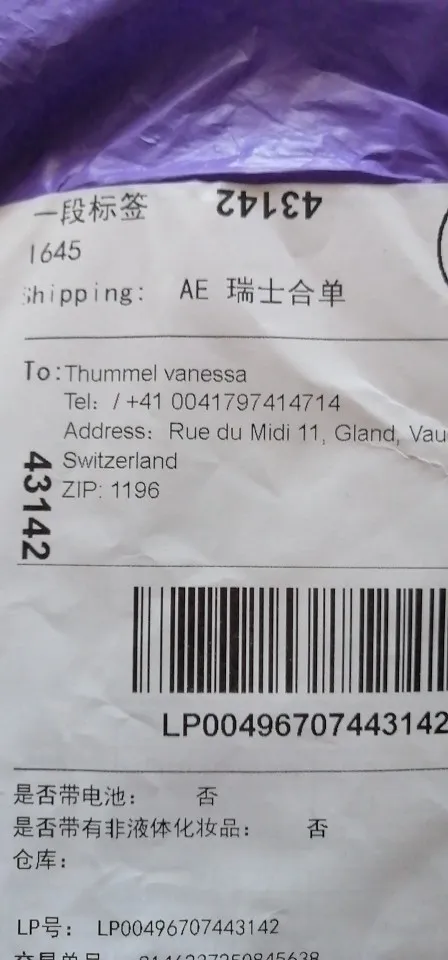 一段标签 43142
1645
Shipping: AE 瑞士合单
To:Thummel vanessa
Tel: / +41 0041797414714
Address: Rue du Midi 11, Gland, Vau
Switzerland
ZIP: 1196
43142
LP00496707443142
是否带电池: 否
是否带有非液体化妆品: 否
仓库:
LP号: LP00496707443142